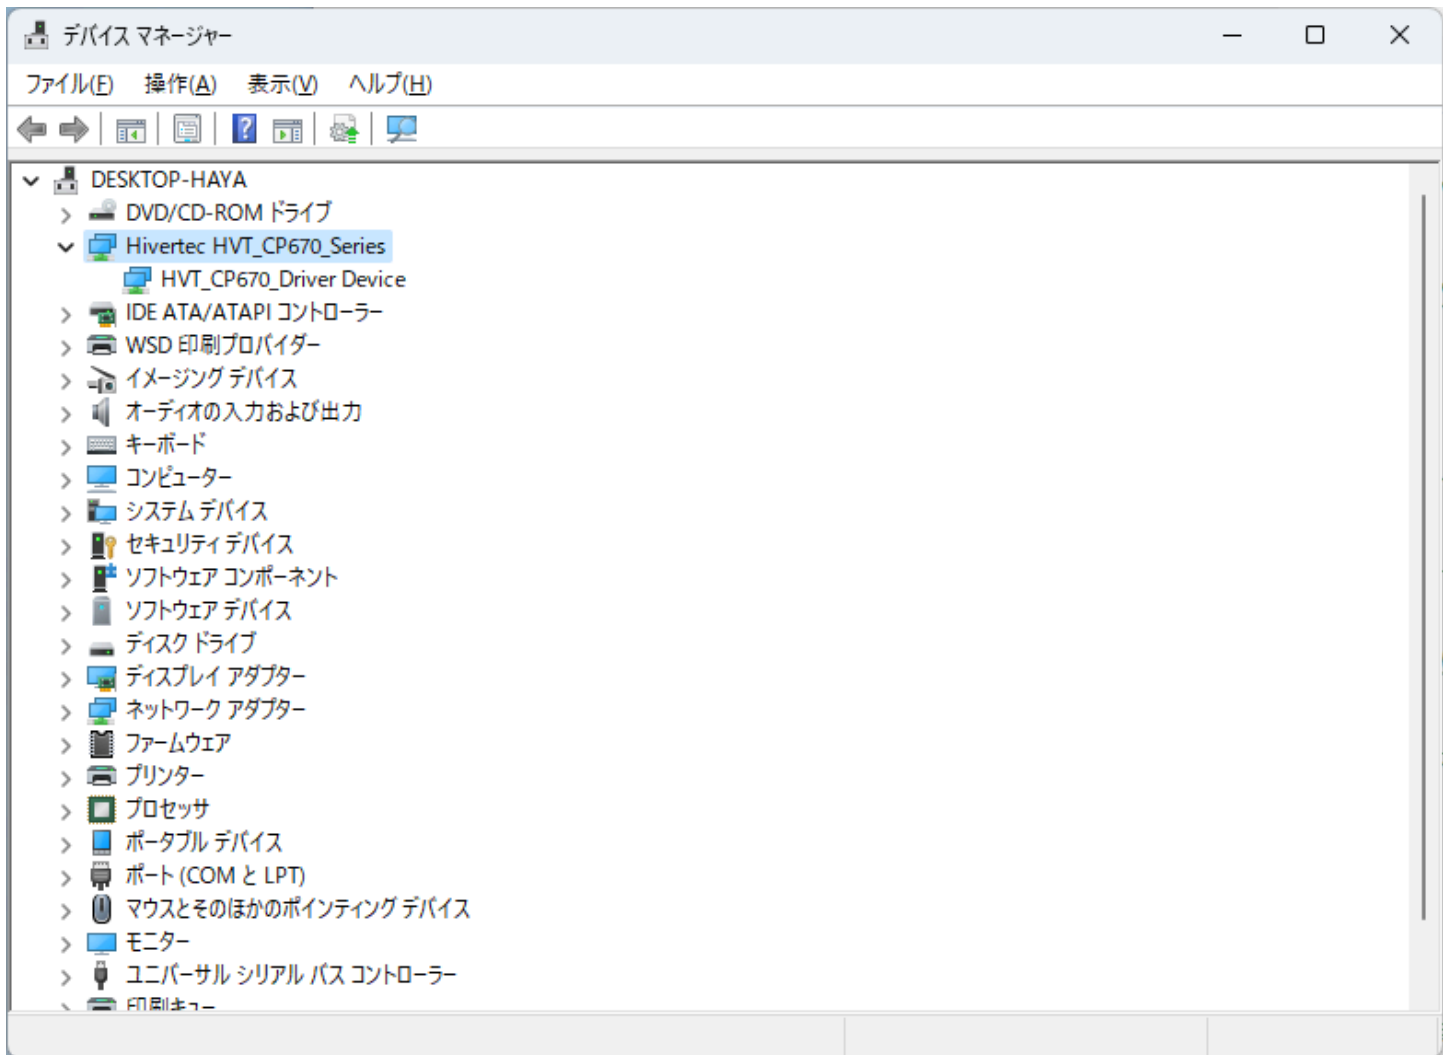 デバイス マネージャー
ファイル(F) 操作(A) 表示(V) ヘルプ(H)
DESKTOP-HAYA
DVD/CD-ROM ドライブ
Hivertec HVT_CP670_Series
HVT_CP670_Driver Device
IDE ATA/ATAPI コントローラー
WSD 印刷プロバイダー
イメージング デバイス
オーディオの入力および出力
キーボード
コンピューター
システム デバイス
セキュリティ デバイス
ソフトウェア コンポーネント
ソフトウェア デバイス
ディスク ドライブ
ディスプレイ アダプター
ネットワーク アダプター
ファームウェア
プリンター
プロセッサ
ポータブル デバイス
ポート (COM と LPT)
マウスとそのほかのポインティング デバイス
モニター
ユニバーサル シリアル バス コントローラー
印刷キュー